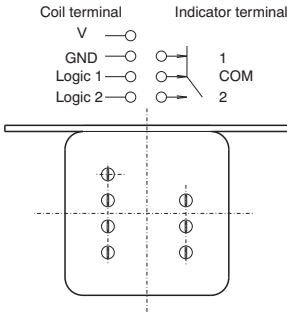 Coil terminal Indicator terminal
V
GND 1
Logic 1 COM
Logic 2 2